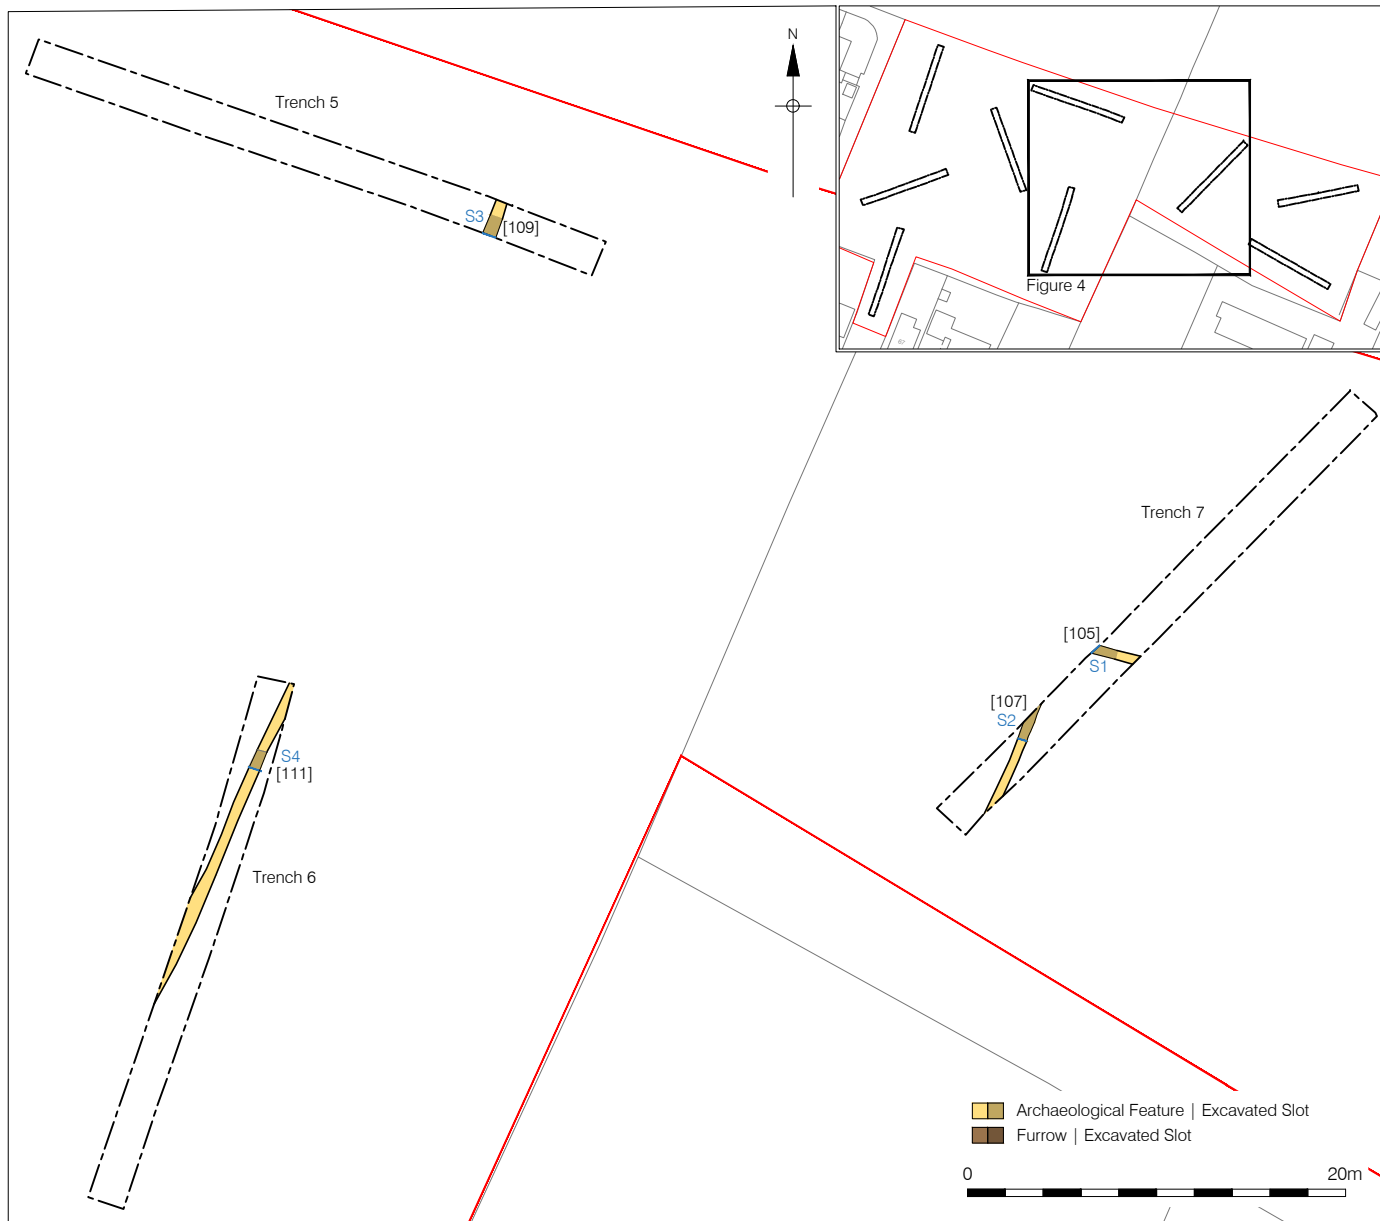 Trench 5
N
S3
[109]
Figure 4
67
Trench 7
[105]
S1
[107]
S2
S4
[111]
Trench 6
Archaeological Feature | Excavated Slot
Furrow | Excavated Slot
0 20m